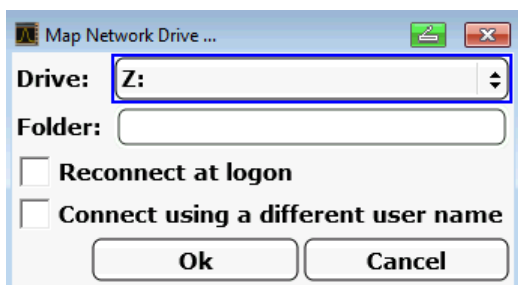 Map Network Drive ...
Drive: Z:
Folder:
Reconnect at logon
Connect using a different user name
Ok Cancel